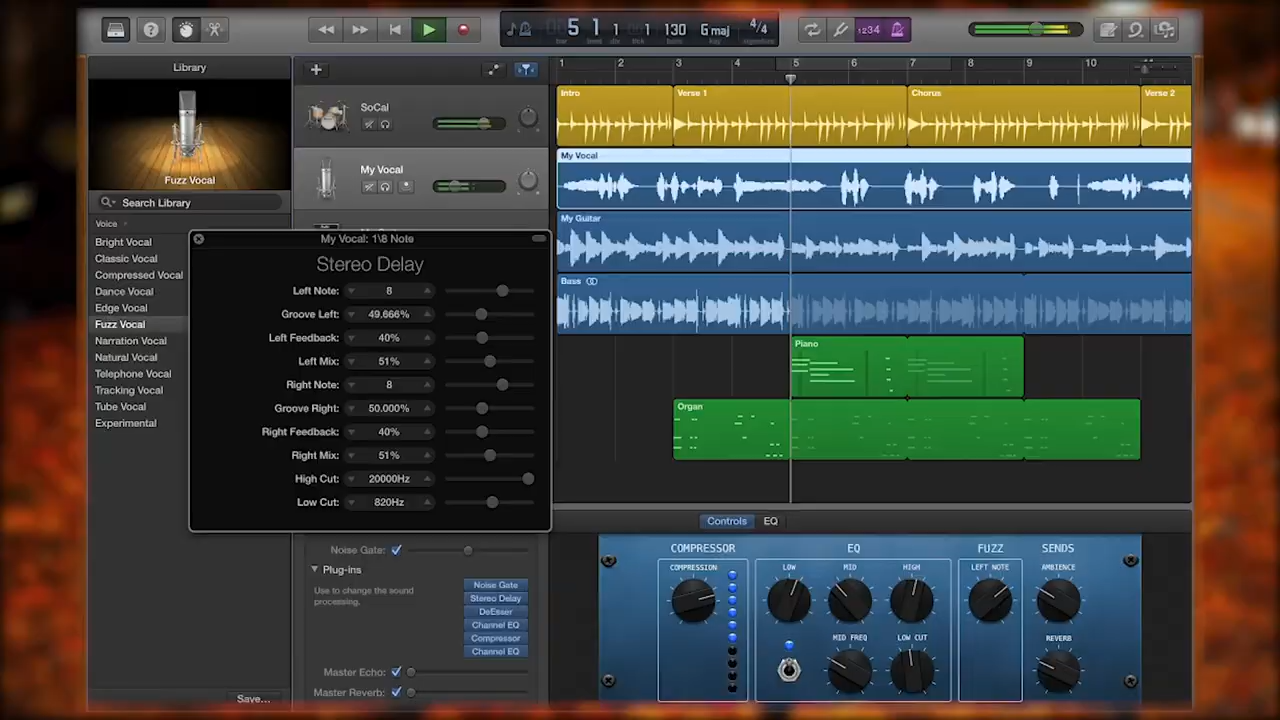 5 1 1 1 130 G maj 4/4
bar
key
1234
Library
Fuzz Vocal
Search Library
Voice
Bright Vocal
Classic Vocal
Compressed Vocal
Dance Vocal
Edge Vocal
Fuzz Vocal
Narration Vocal
Natural Vocal
Telephone Vocal
Tracking Vocal
Tube Vocal
Experimental
Save...
SoCal
My Vocal
1 2 3 4 5 6 7 8 9 10 11
Intro Verse 1 Chorus Verse 2
My Vocal
My Guitar
Bass
Piano
Organ
My Vocal: 1\8 Note
Stereo Delay
Left Note: 8
Groove Left: 49.666%
Left Feedback: 40%
Left Mix: 51%
Right Note: 8
Groove Right: 50.000%
Right Feedback: 40%
Right Mix: 51%
High Cut: 20000Hz
Low Cut: 820Hz
Noise Gate:
Plug-ins
Use to change the sound
processing.
Noise Gate
Stereo Delay
DeEsser
Channel EQ
Compressor
Channel EQ
Master Echo:
Master Reverb:
Controls EQ
COMPRESSOR EQ FUZZ SENDS
COMPRESSION LOW MID HIGH LEFT NOTE AMBIENCE
MID FREQ LOW CUT REVERB